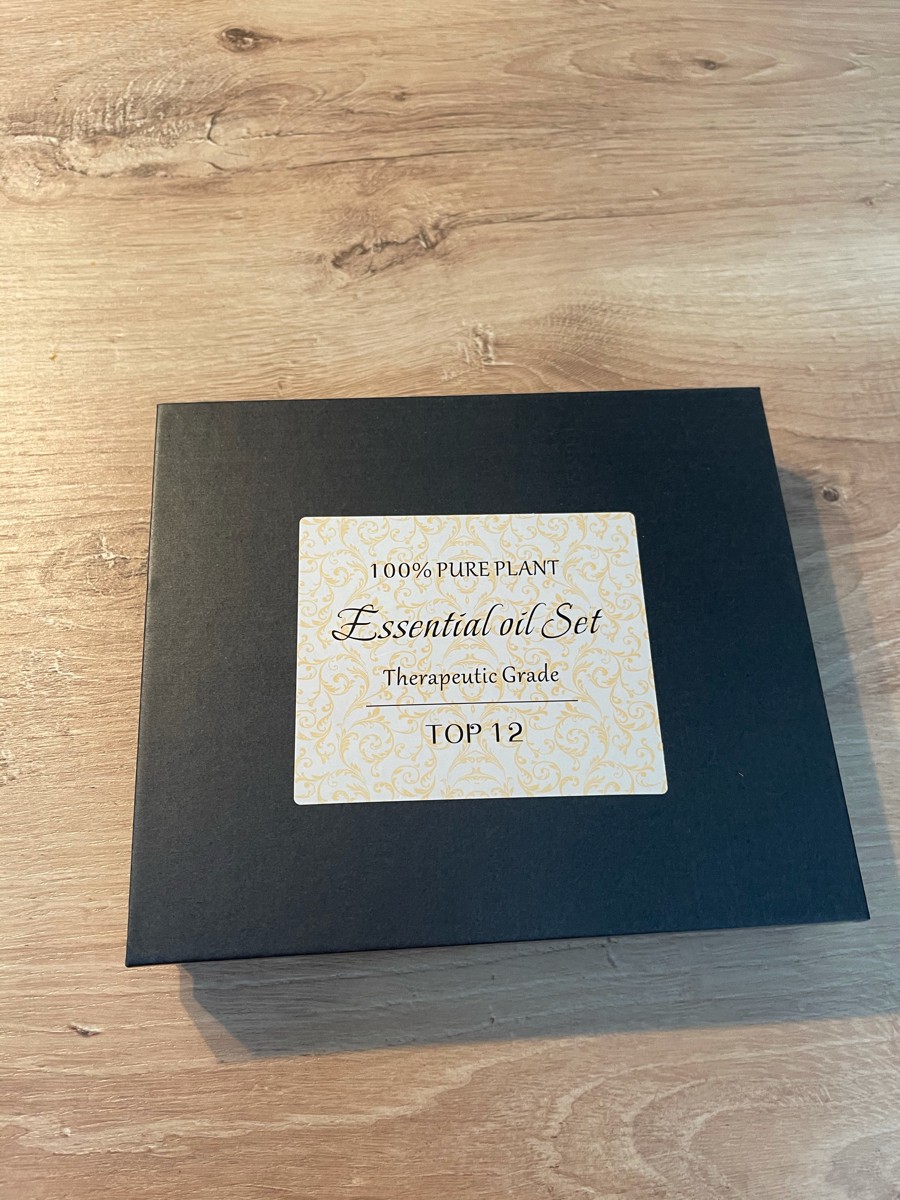 100% PURE PLANT
Essential oil Set
Therapeutic Grade
TOP 12